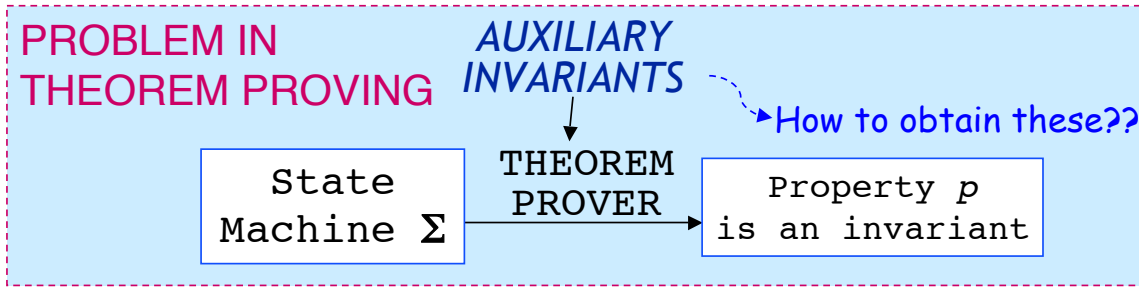 PROBLEM IN
THEOREM PROVING
AUXILIARY
INVARIANTS
How to obtain these??
State
Machine Σ
THEOREM
PROVER
Property p
is an invariant